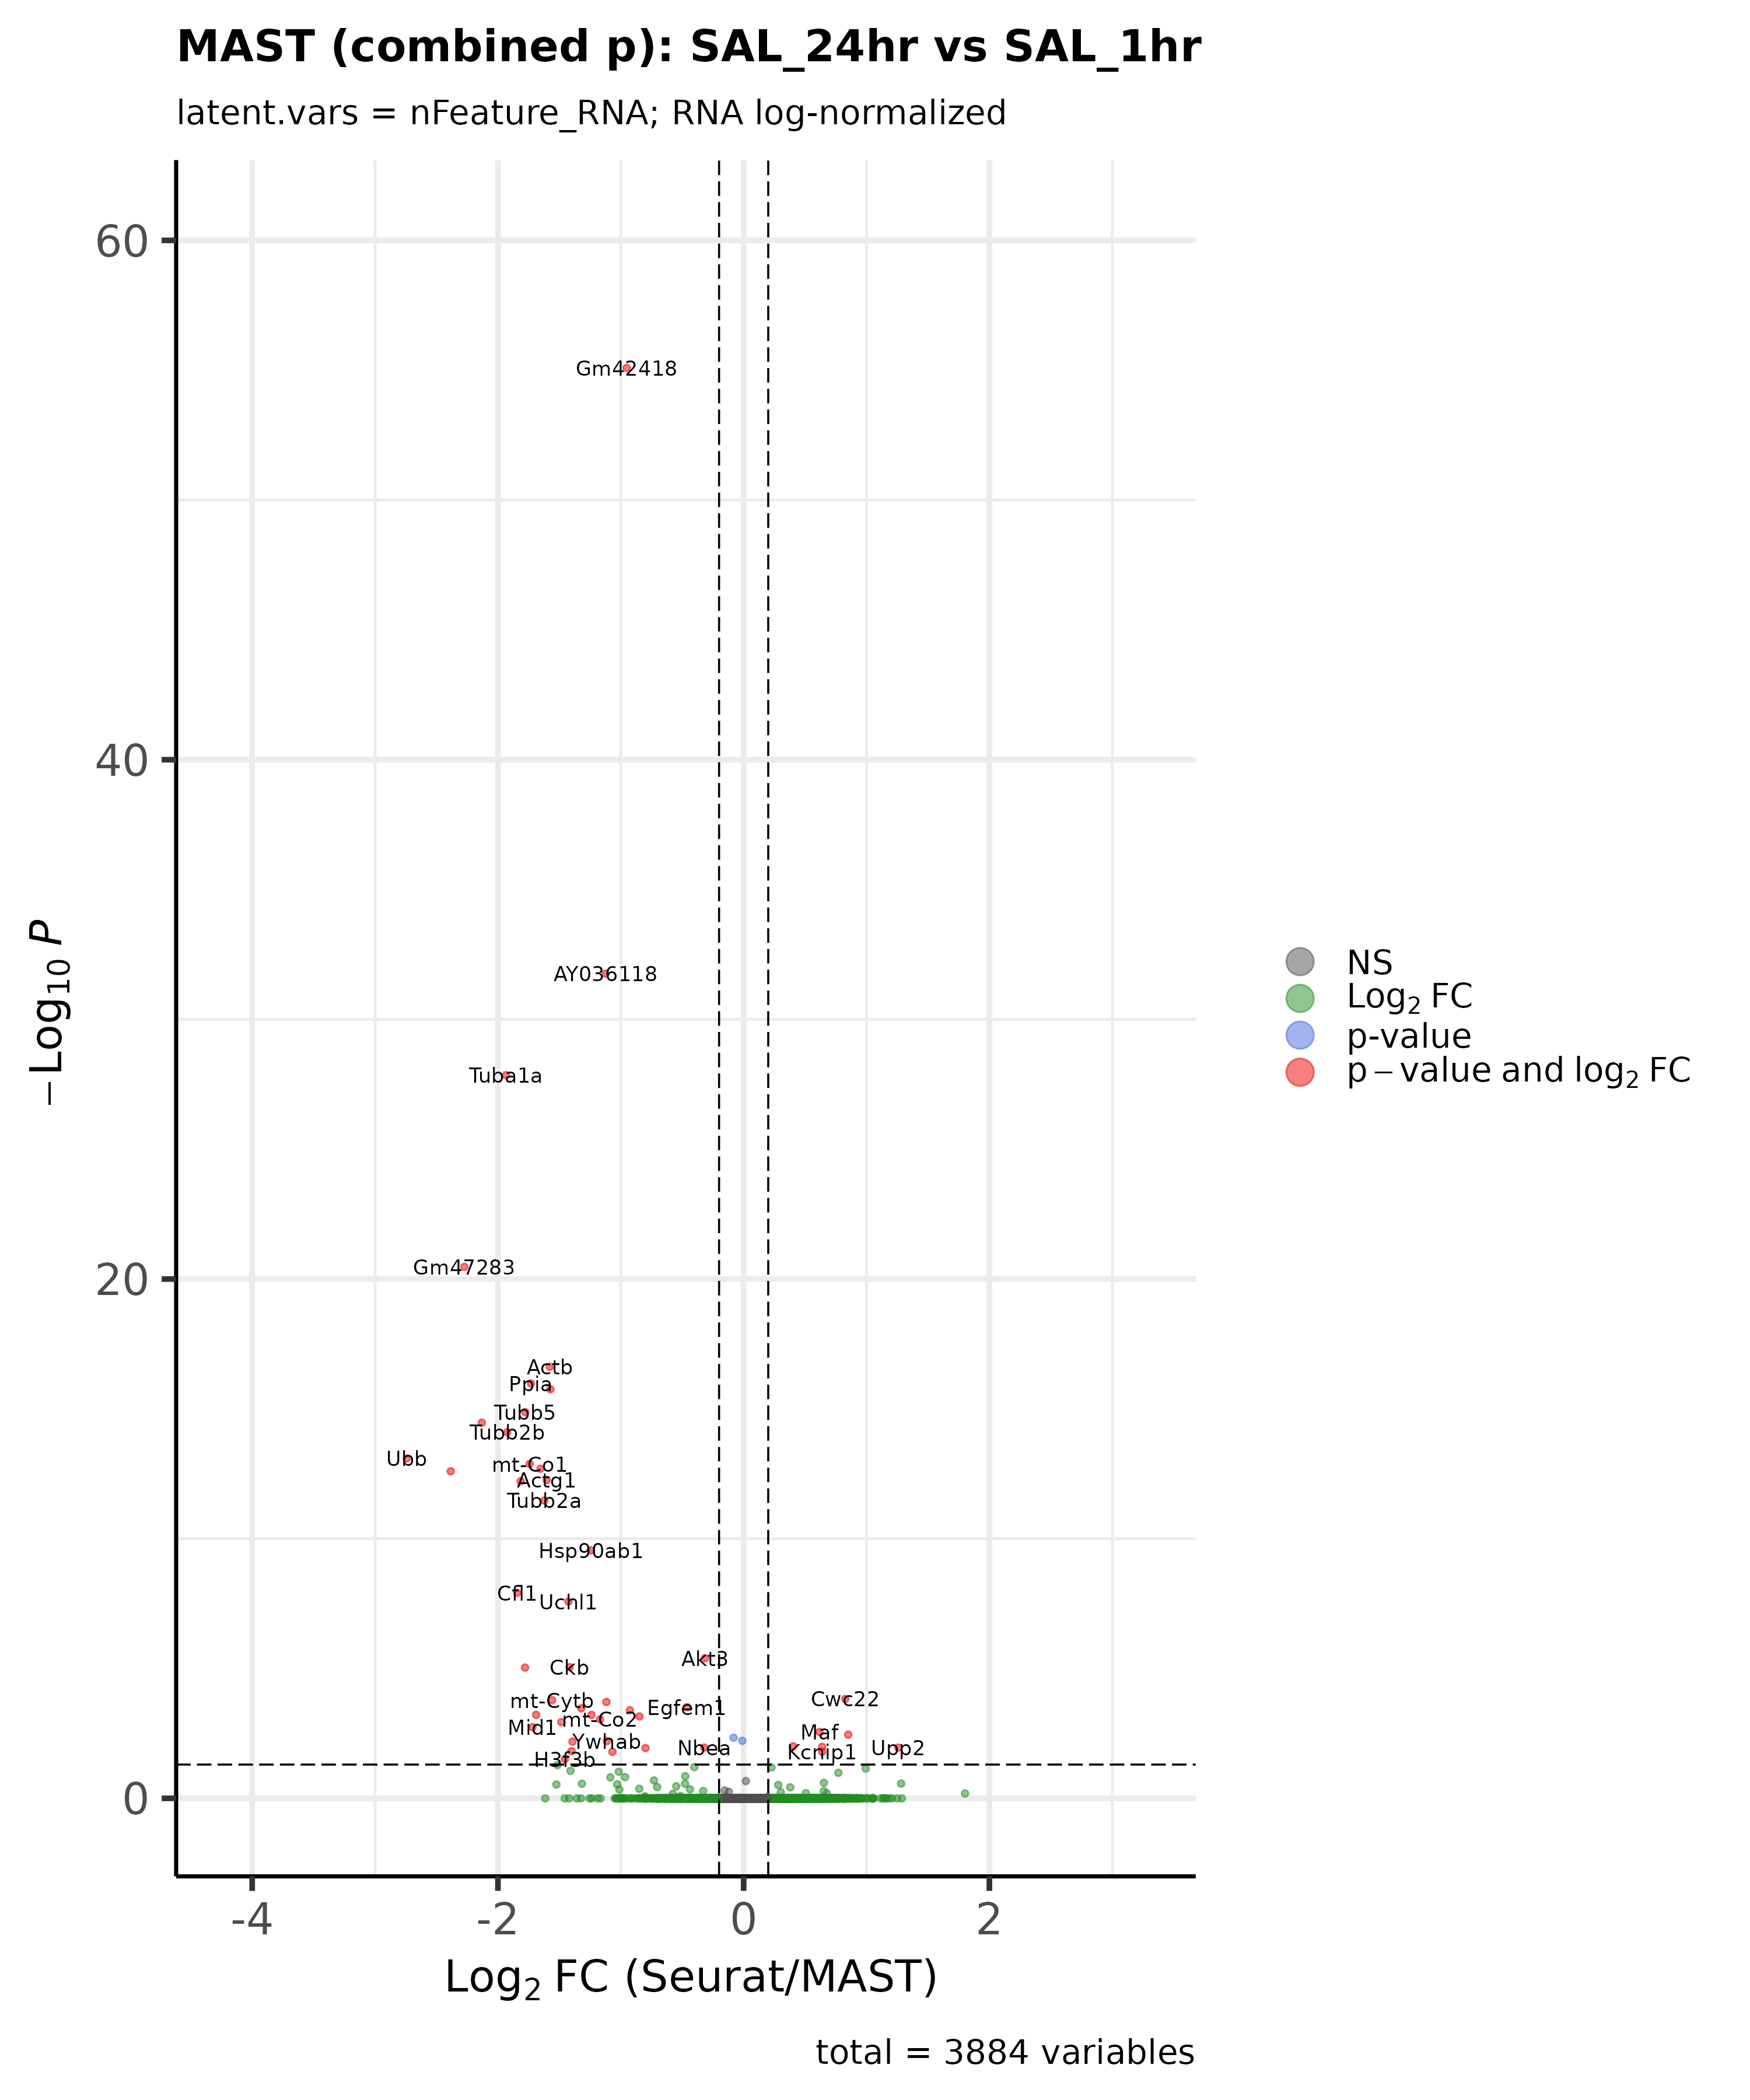 MAST (combined p): SAL_24hr vs SAL_1hr
latent.vars = nFeature_RNA; RNA log-normalized
60
40
20
0
−Log10 P
Gm42418
AY036118
Tuba1a
Gm47283
Actb
Ppia
Tubb5
Tubb2b
Ubb
mt-Co1
Actg1
Tubb2a
Hsp90ab1
Cfl1
Uchl1
Akt3
Ckb
mt-Cytb
Egfem1
Cwc22
Mid1
mt-Co2
Maf
Ywhab
Nbea
Kcnip1
Upp2
H3f3b
NS
Log2 FC
p-value
p − value and log2 FC
-4
-2
0
2
Log2 FC (Seurat/MAST)
total = 3884 variables